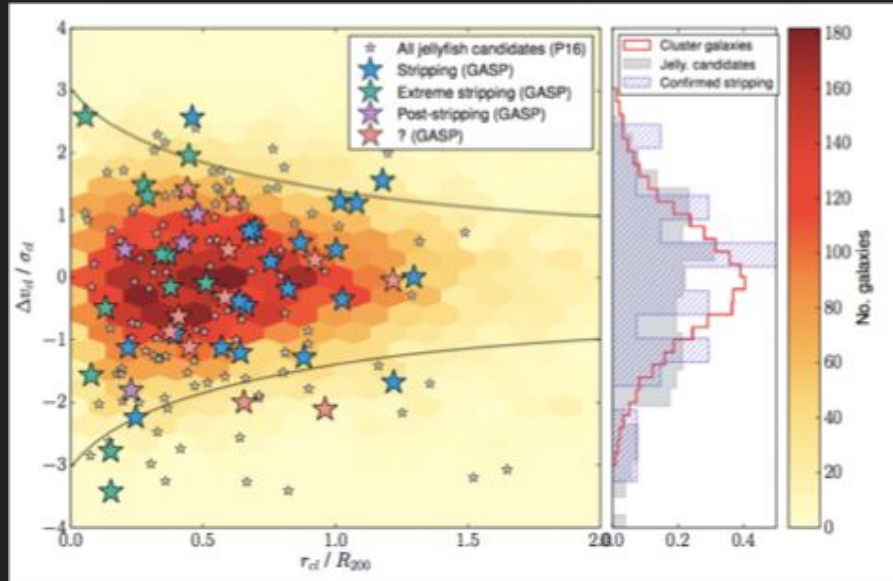 4
3
2
1
0
-1
-2
-3
-4
Δv_cl / σ_cl
0.0
0.5
1.0
1.5
2.0
r_cl / R_200
All jellyfish candidates (P16)
Stripping (GASP)
Extreme stripping (GASP)
Post-stripping (GASP)
? (GASP)
Cluster galaxies
Jelly. candidates
Confirmed stripping
0.0
0.2
0.4
180
160
140
120
100
80
60
40
20
0
No. galaxies